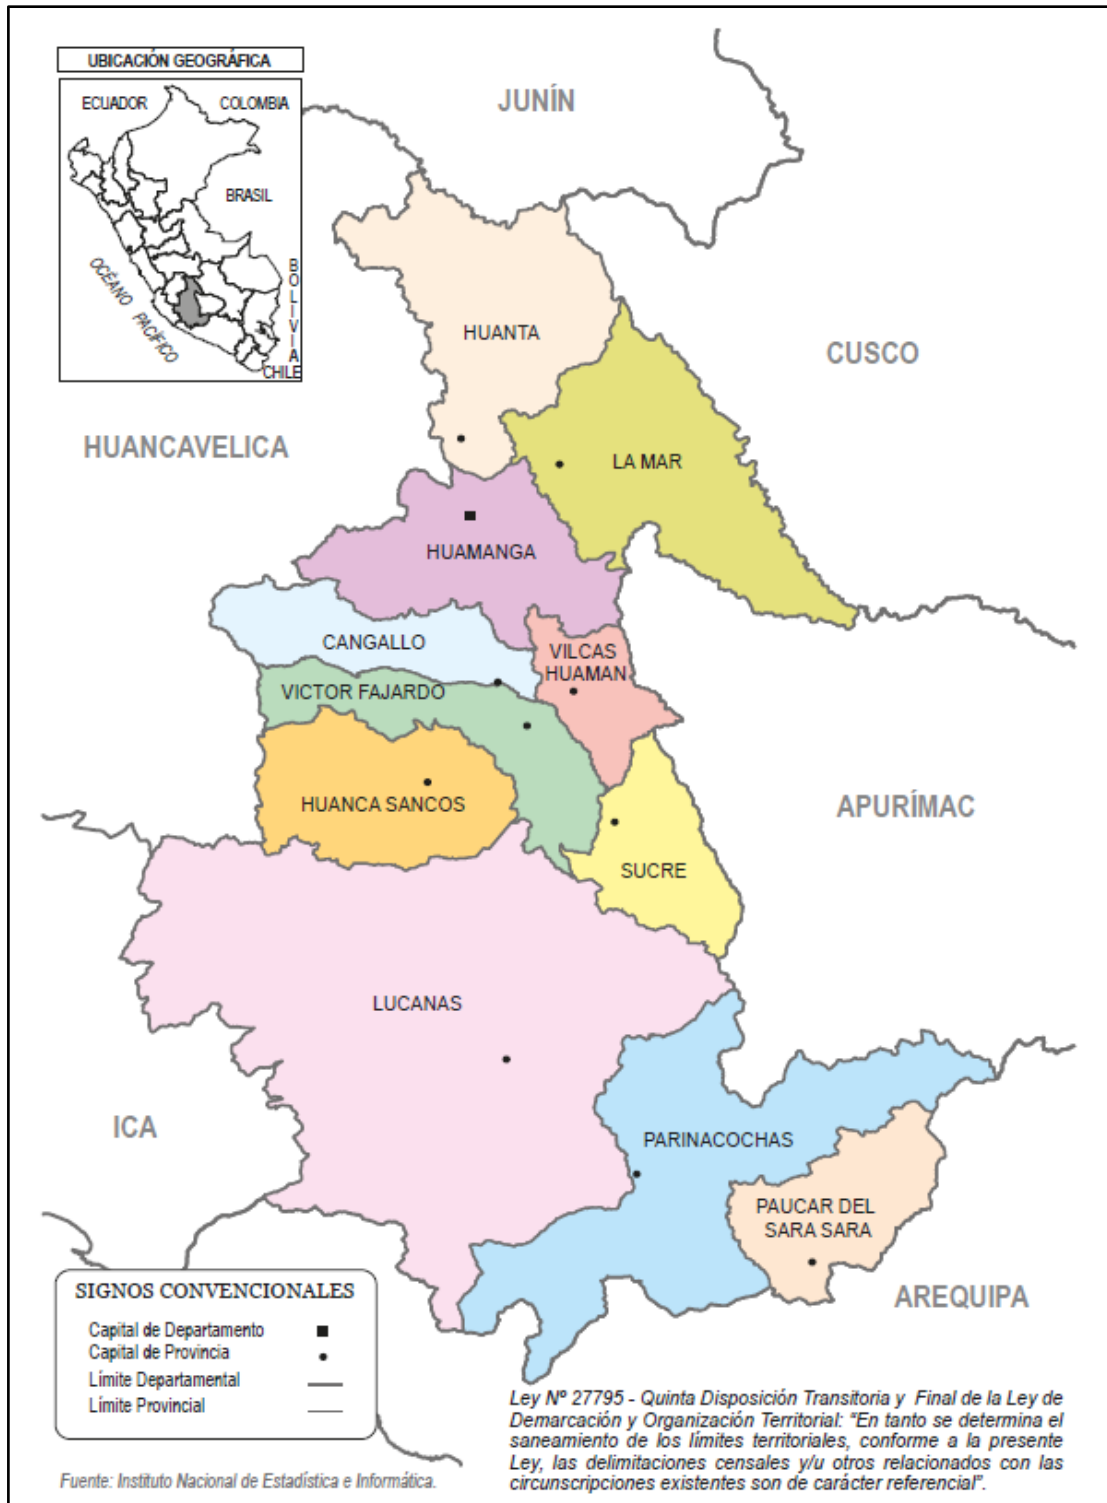 UBICACIÓN GEOGRÁFICA
ECUADOR
COLOMBIA
BRASIL
OCÉANO PACÍFICO
BOLIVIA
CHILE
JUNÍN
HUANTA
CUSCO
HUANCAVELICA
LA MAR
HUAMANGA
CANGALLO
VILCAS
HUAMAN
VICTOR FAJARDO
HUANCA SANCOS
APURÍMAC
SUCRE
LUCANAS
ICA
PARINACOCHAS
PAUCAR DEL
SARA SARA
AREQUIPA
SIGNOS CONVENCIONALES
Capital de Departamento
Capital de Provincia
Límite Departamental
Límite Provincial
Ley Nº 27795 - Quinta Disposición Transitoria y Final de la Ley de
Demarcación y Organización Territorial: "En tanto se determina el
saneamiento de los límites territoriales, conforme a la presente
Ley, las delimitaciones censales y/u otros relacionados con las
circunscripciones existentes son de carácter referencial".
Fuente: Instituto Nacional de Estadística e Informática.